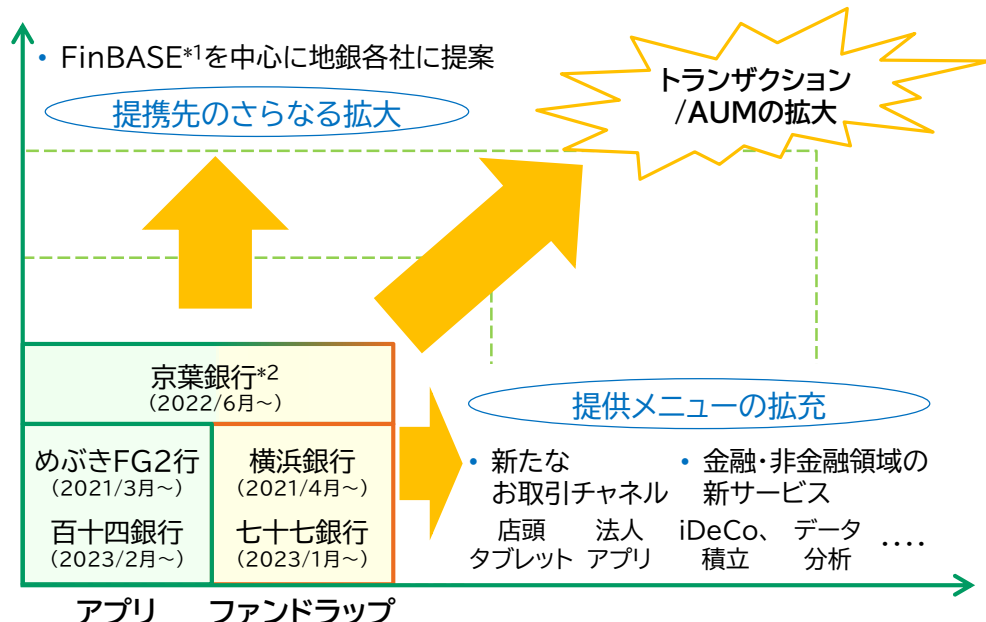 • FinBASE*1を中心に地銀各社に提案
提携先のさらなる拡大
トランザクション
/AUMの拡大
京葉銀行*2
（2022/6月～）
めぶきFG2行
（2021/3月～）
横浜銀行
（2021/4月～）
百十四銀行
（2023/2月～）
七十七銀行
（2023/1月～）
アプリ
ファンドラップ
提供メニューの拡充
• 新たな
お取引チャネル
• 金融・非金融領域の
新サービス
店頭
タブレット
法人
アプリ
iDeCo、
積立
データ
分析
‥‥